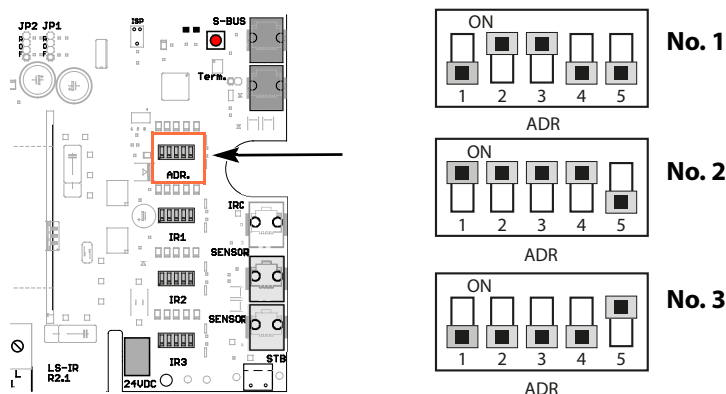 JP2 JP1
ISP
S-BUS
Term.
ADR.
IRC
IR1
SENSOR
IR2
SENSOR
IR3
STB
LS-IR
R2.1
24VDC
L
ON
1 2 3 4 5
ADR
No. 1
ON
1 2 3 4 5
ADR
No. 2
ON
1 2 3 4 5
ADR
No. 3